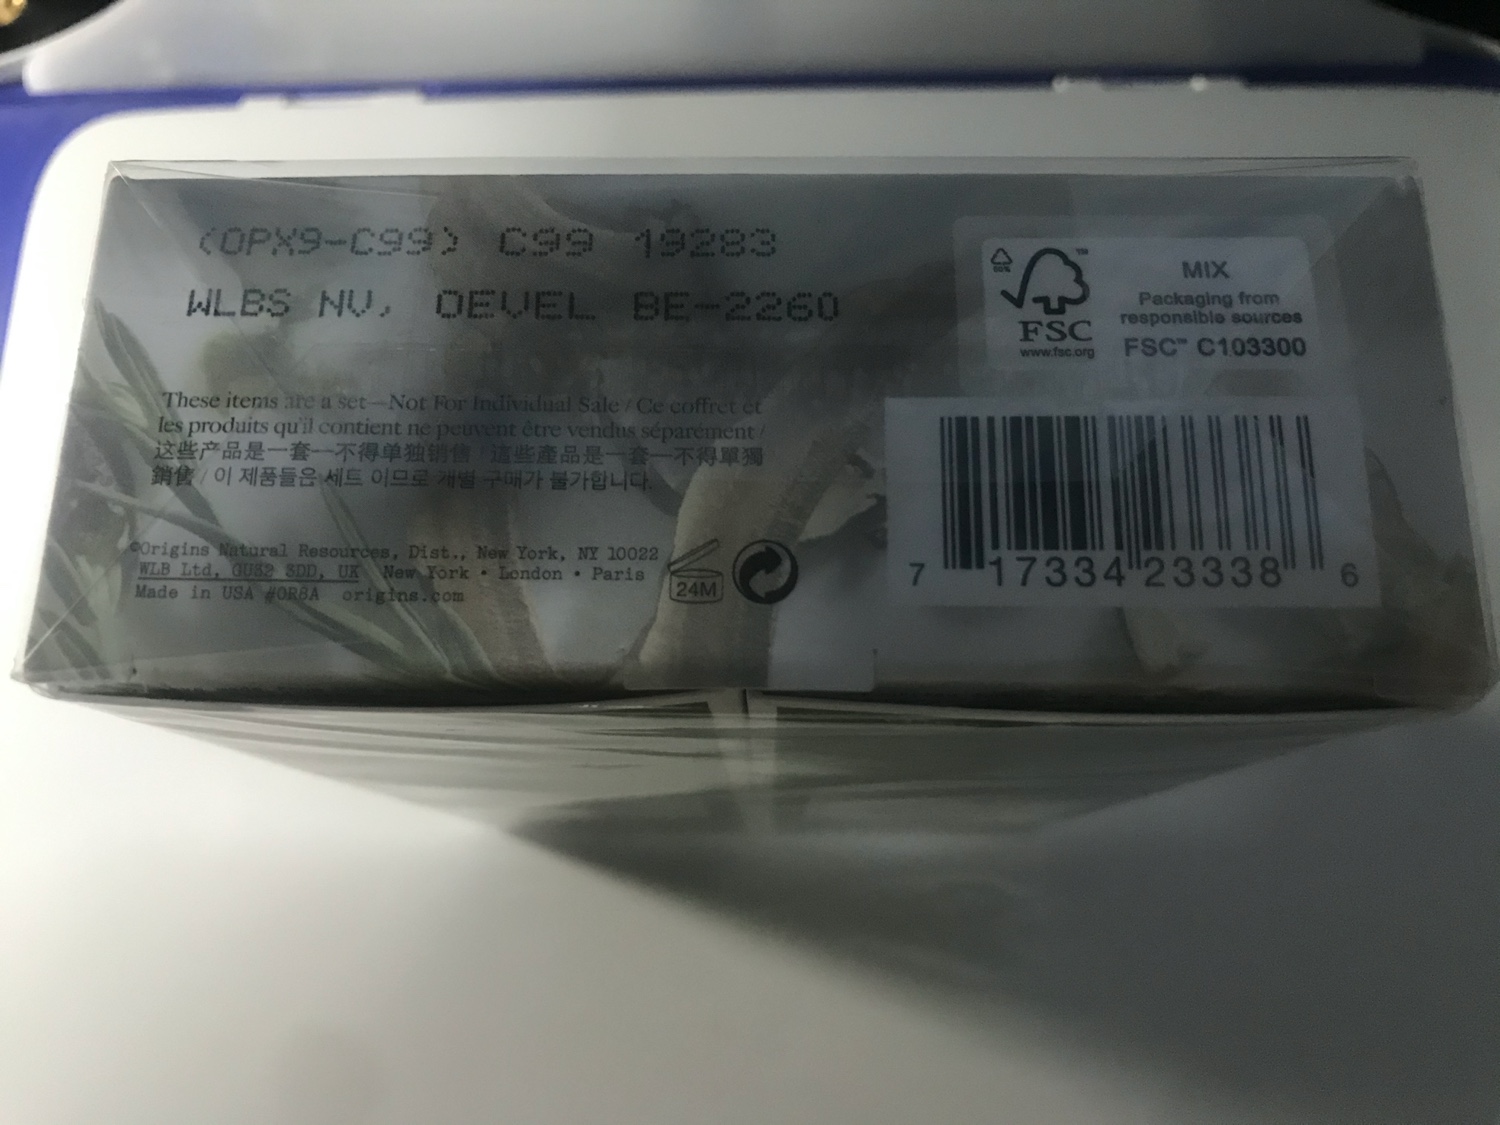 (OPX9-C99) C99 19283
WLBS NV, OEVEL BE-2260
These items are a set—Not For Individual Sale / Ce coffret et
les produits qu'il contient ne peuvent être vendus séparément /
这些产品是一套—不得单独销售 / 這些產品是一套—不得單獨
銷售 / 이 제품들은 세트 이므로 개별 구매가 불가합니다.
©Origins Natural Resources, Dist., New York, NY 10022
WLB Ltd, GU52 3DD, UK New York • London • Paris
Made in USA #OR8A origins.com
24M
MIX
Packaging from
responsible sources
FSC™ C103300
™
FSC
www.fsc.org
7 17334 23338 6